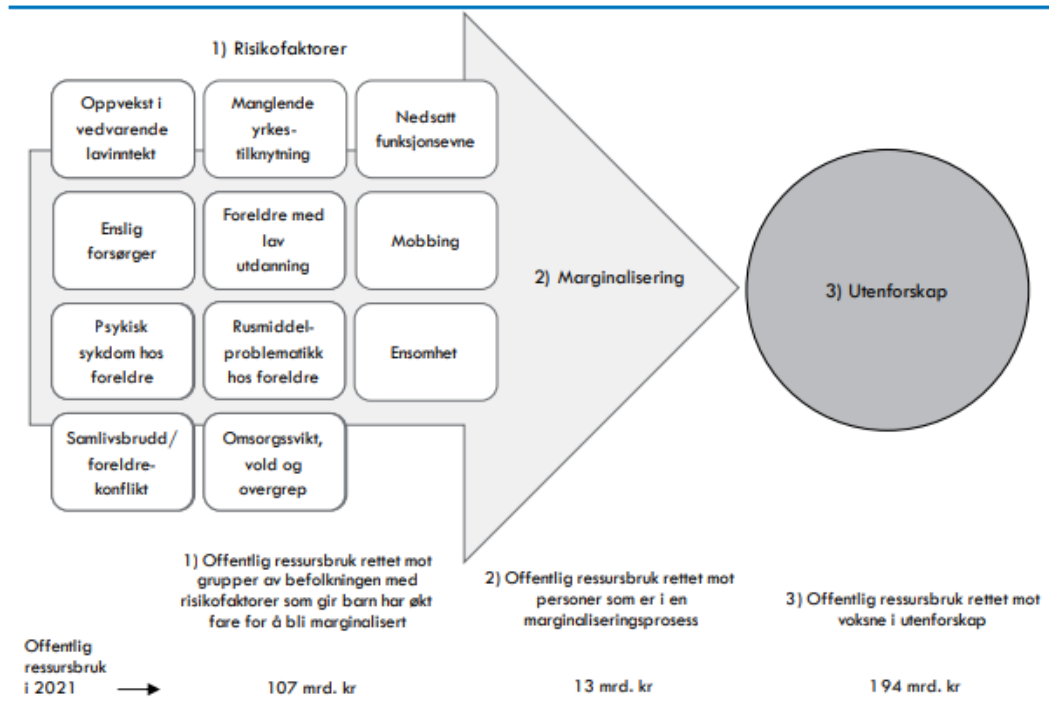 1) Risikofaktorer
Oppvekst i
vedvarende
lavinntekt
Manglende
yrkes-
tilknytning
Nedsatt
funksjonsevne
Enslig
forsørger
Foreldre med
lav
utdanning
Mobbing
Psykisk
sykdom hos
foreldre
Rusmiddel-
problematikk
hos foreldre
Ensomhet
Samlivsbrudd/
foreldre-
konflikt
Omsorgssvikt,
vold og
overgrep
2) Marginalisering
3) Utenforskap
1) Offentlig ressursbruk rettet mot
grupper av befolkningen med
risikofaktorer som gir barn har økt
fare for å bli marginalisert
2) Offentlig ressursbruk rettet mot
personer som er i en
marginaliseringsprosess
3) Offentlig ressursbruk rettet mot
voksne i utenforskap
Offentlig
ressursbruk
i 2021
107 mrd. kr
13 mrd. kr
194 mrd. kr